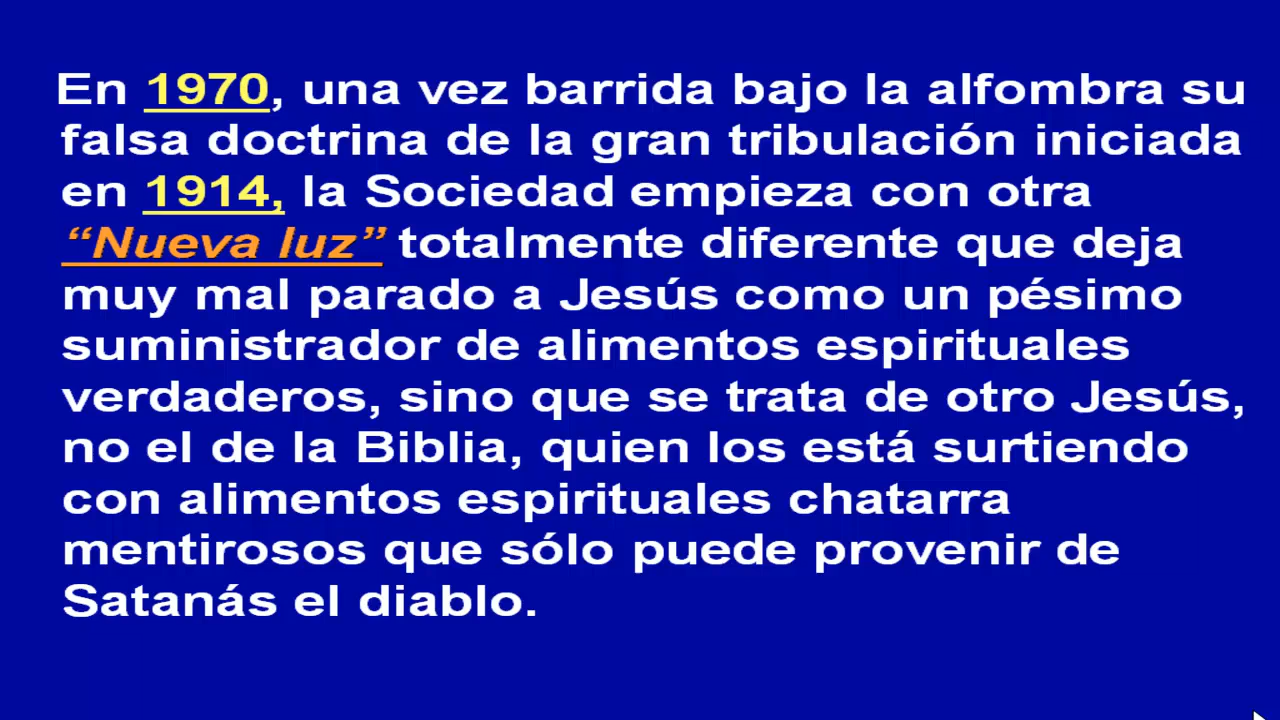 En 1970, una vez barrida bajo la alfombra su
falsa doctrina de la gran tribulación iniciada
en 1914, la Sociedad empieza con otra
“Nueva luz” totalmente diferente que deja
muy mal parado a Jesús como un pésimo
suministrador de alimentos espirituales
verdaderos, sino que se trata de otro Jesús,
no el de la Biblia, quien los está surtiendo
con alimentos espirituales chatarra
mentirosos que sólo puede provenir de
Satanás el diablo.